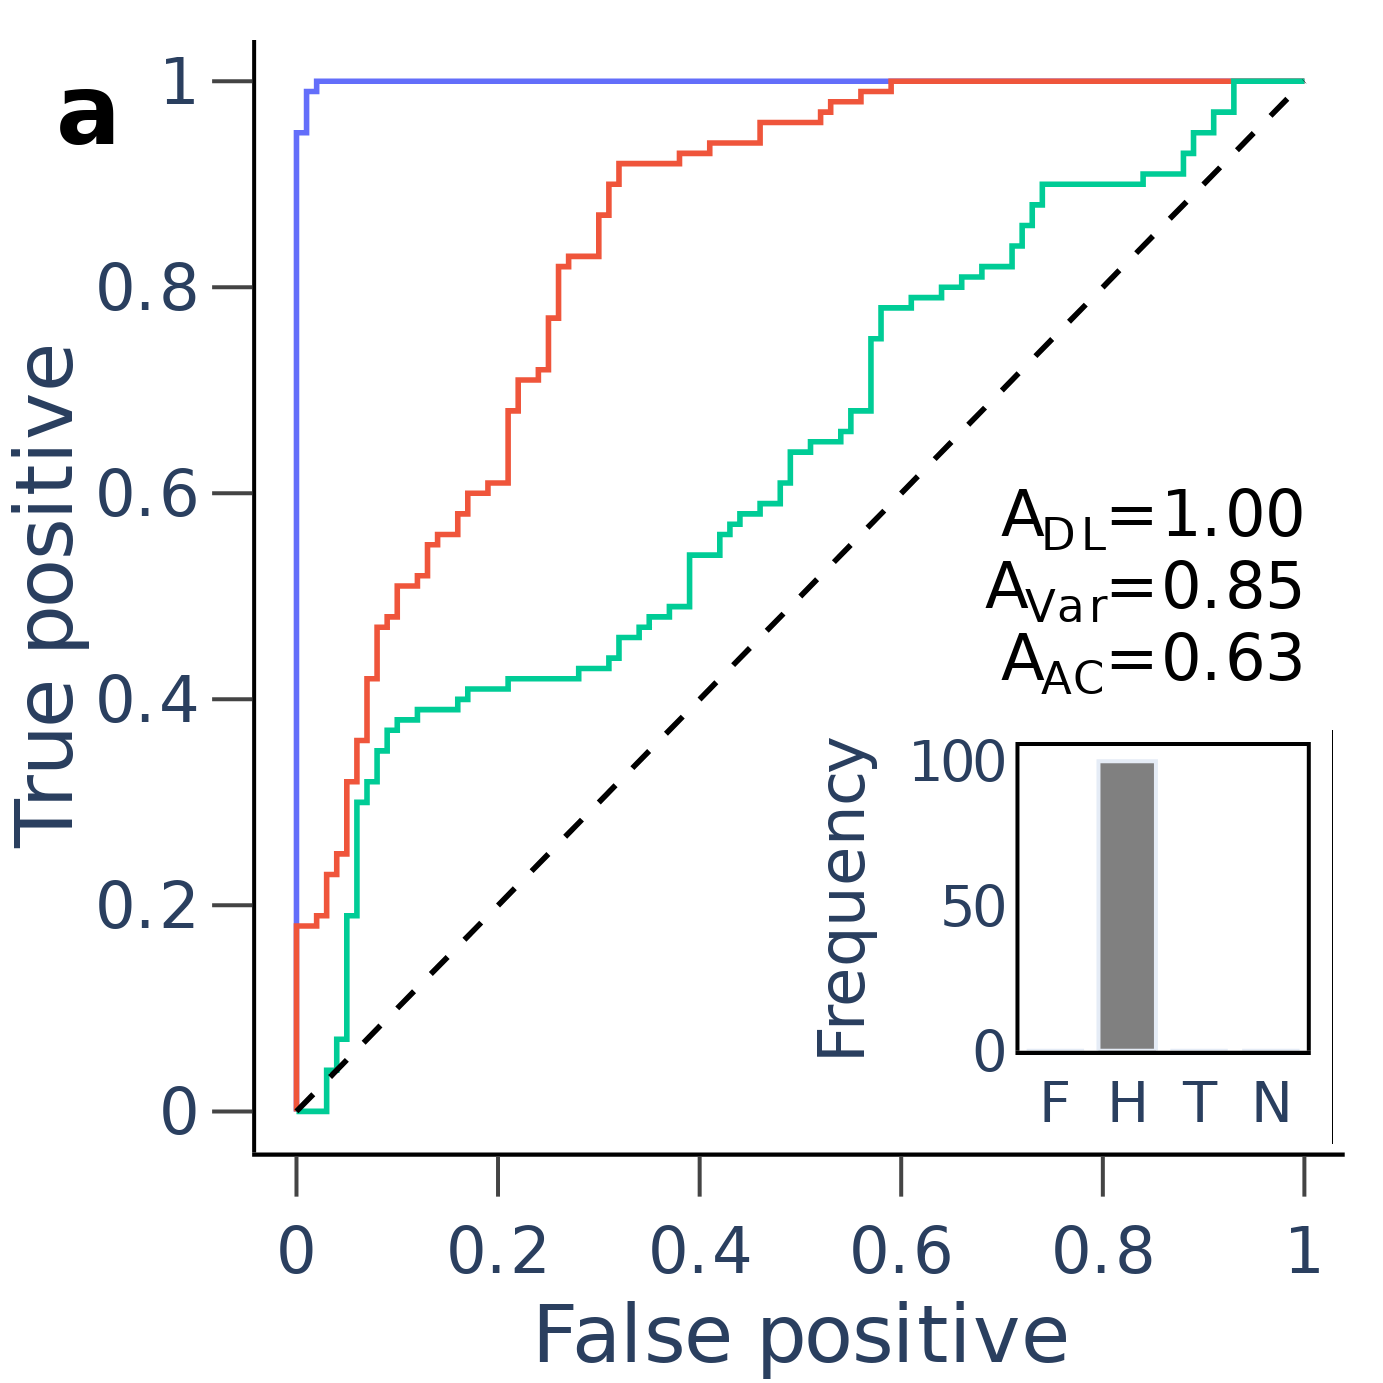 a
True positive
1
0.8
0.6
0.4
0.2
0
A_DL=1.00
A_Var=0.85
A_AC=0.63
Frequency
100
50
0
F H T N
0 0.2 0.4 0.6 0.8 1
False positive